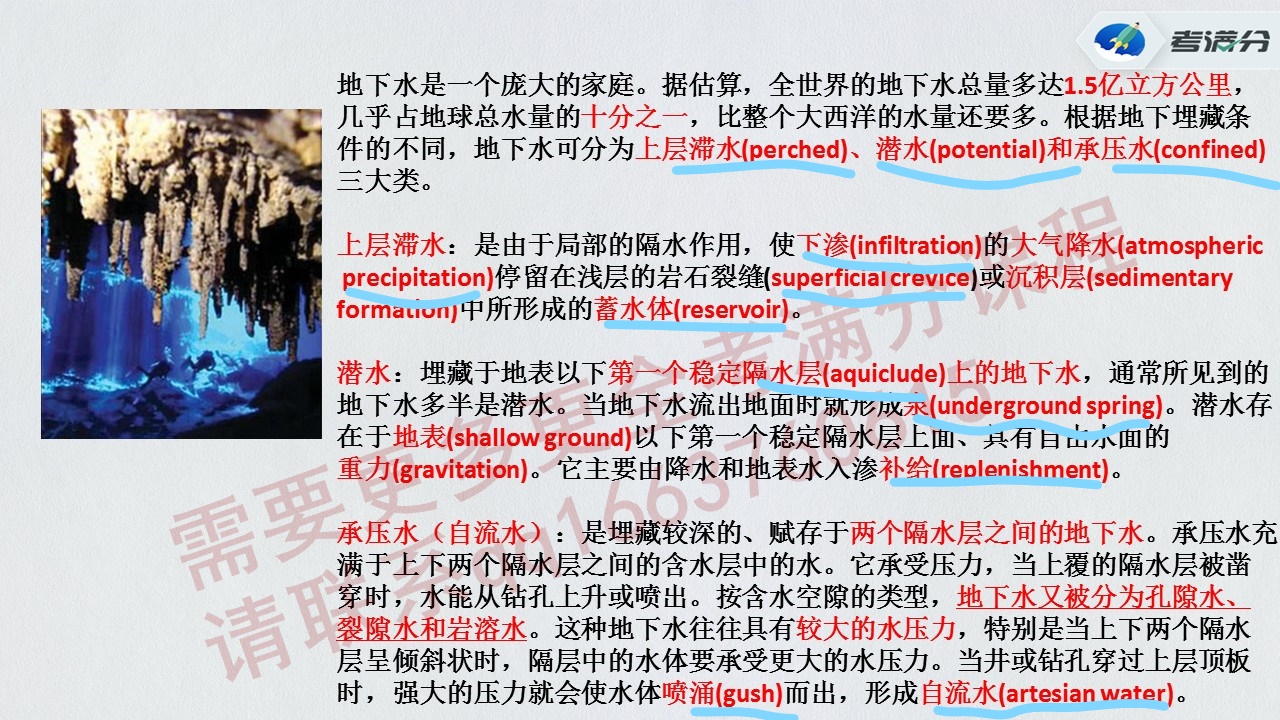 考满分
地下水是一个庞大的家庭。据估算，全世界的地下水总量多达1.5亿立方公里，
几乎占地球总水量的十分之一，比整个大西洋的水量还要多。根据地下埋藏条
件的不同，地下水可分为上层滞水(perched)、潜水(potential)和承压水(confined)
三大类。
上层滞水：是由于局部的隔水作用，使下渗(infiltration)的大气降水(atmospheric
precipitation)停留在浅层的岩石裂缝(superficial crevice)或沉积层(sedimentary
formation)中所形成的蓄水体(reservoir)。
潜水：埋藏于地表以下第一个稳定隔水层(aquiclude)上的地下水，通常所见到的
地下水多半是潜水。当地下水流出地面时就形成泉(underground spring)。潜水存
在于地表(shallow ground)以下第一个稳定隔水层上面、具有自由水面的
重力(gravitation)。它主要由降水和地表水入渗补给(replenishment)。
承压水（自流水）：是埋藏较深的、赋存于两个隔水层之间的地下水。承压水充
满于上下两个隔水层之间的含水层中的水。它承受压力，当上覆的隔水层被凿
穿时，水能从钻孔上升或喷出。按含水空隙的类型，地下水又被分为孔隙水、
裂隙水和岩溶水。这种地下水往往具有较大的水压力，特别是当上下两个隔水
层呈倾斜状时，隔层中的水体要承受更大的水压力。当井或钻孔穿过上层顶板
时，强大的压力就会使水体喷涌(gush)而出，形成自流水(artesian water)。
需要更多鱼全考满分课程
请联系qq1663760615